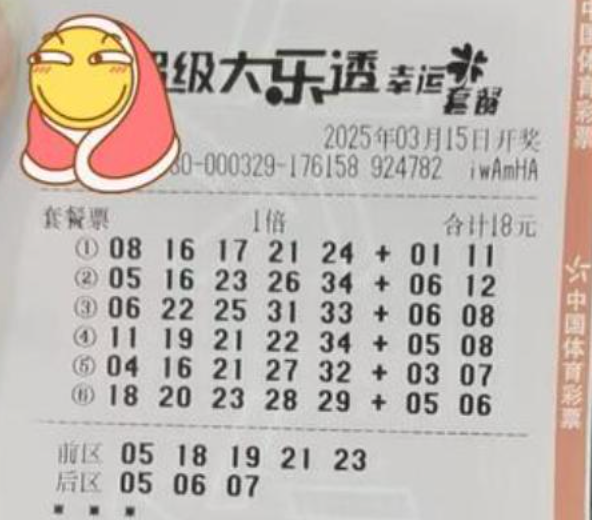 级大乐透幸运套餐
2025年03月15日开奖
80-000329-176158 924782 iwAmHA
套餐票 1倍 合计18元
① 08 16 17 21 24 + 01 11
② 05 16 23 26 34 + 06 12
③ 06 22 25 31 33 + 06 08
④ 11 19 21 22 34 + 05 08
⑤ 04 16 21 27 32 + 03 07
⑥ 18 20 23 28 29 + 05 06
前区 05 18 19 21 23
后区 05 06 07
中国体育彩票
中国体育彩票